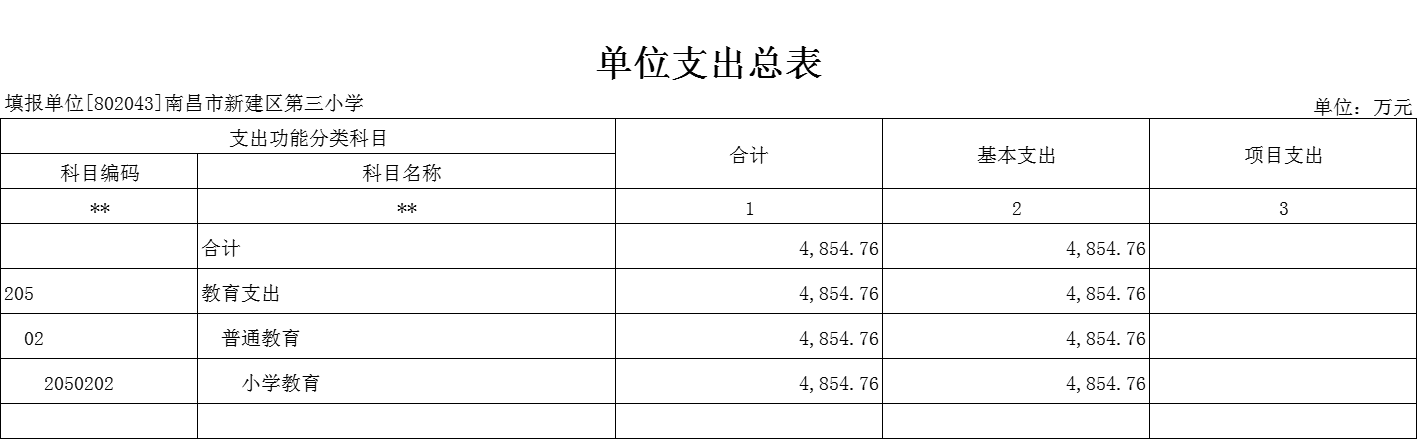 单位支出总表
填报单位[802043]南昌市新建区第三小学 单位：万元
支出功能分类科目 合计 基本支出 项目支出
科目编码 科目名称
** ** 1 2 3
合计 4,854.76 4,854.76
205 教育支出 4,854.76 4,854.76
02 普通教育 4,854.76 4,854.76
2050202 小学教育 4,854.76 4,854.76